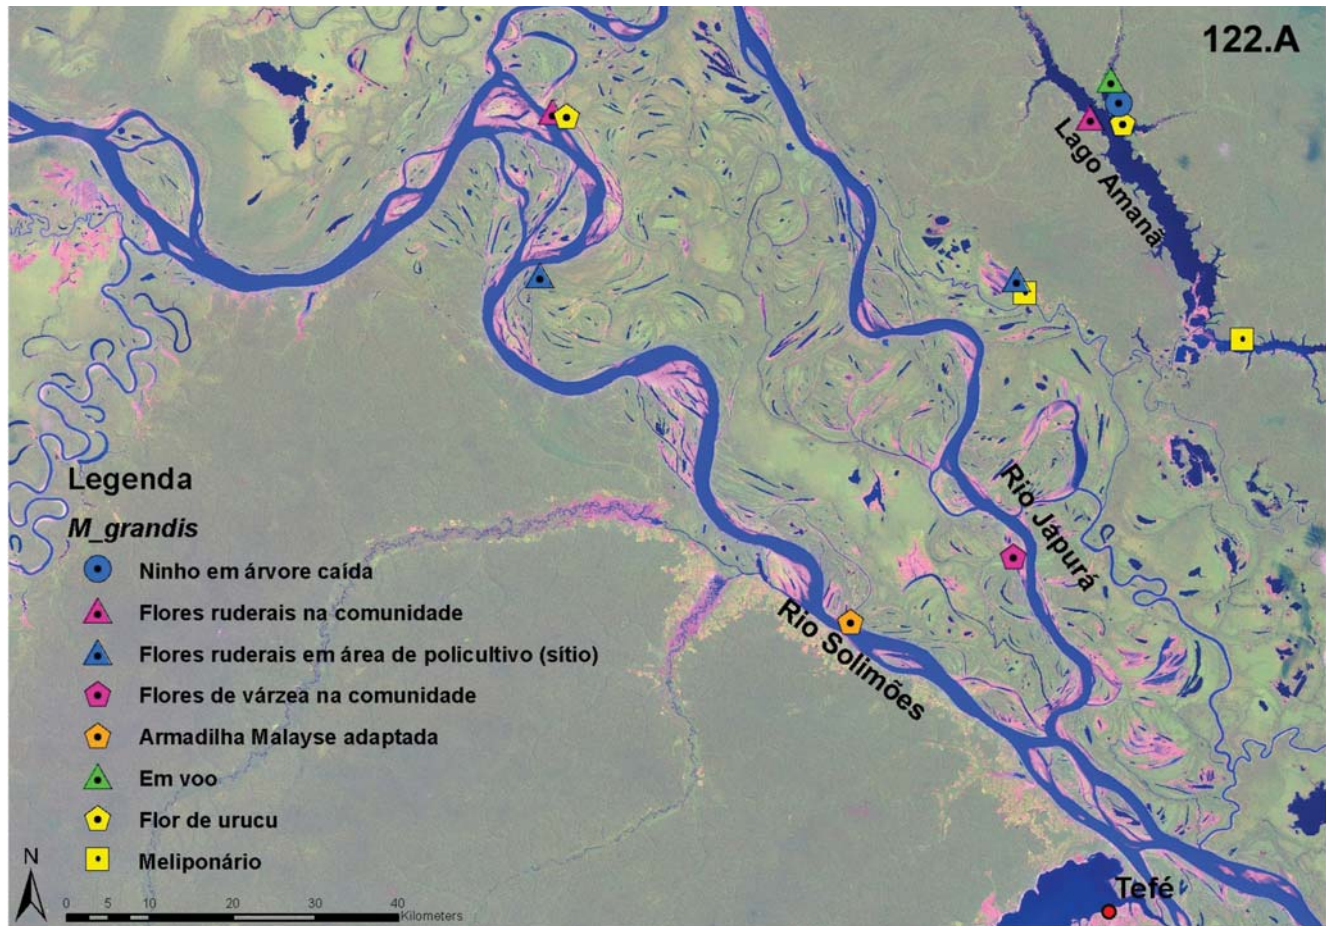 122.A
Lago Amanã
Rio Japurá
Rio Solimões
Tefé
Legenda
M_grandis
Ninho em árvore caída
Flores ruderais na comunidade
Flores ruderais em área de policultivo (sítio)
Flores de várzea na comunidade
Armadilha Malayse adaptada
Em voo
Flor de urucu
Meliponário
N
0 5 10 20 30 40 Kilometers